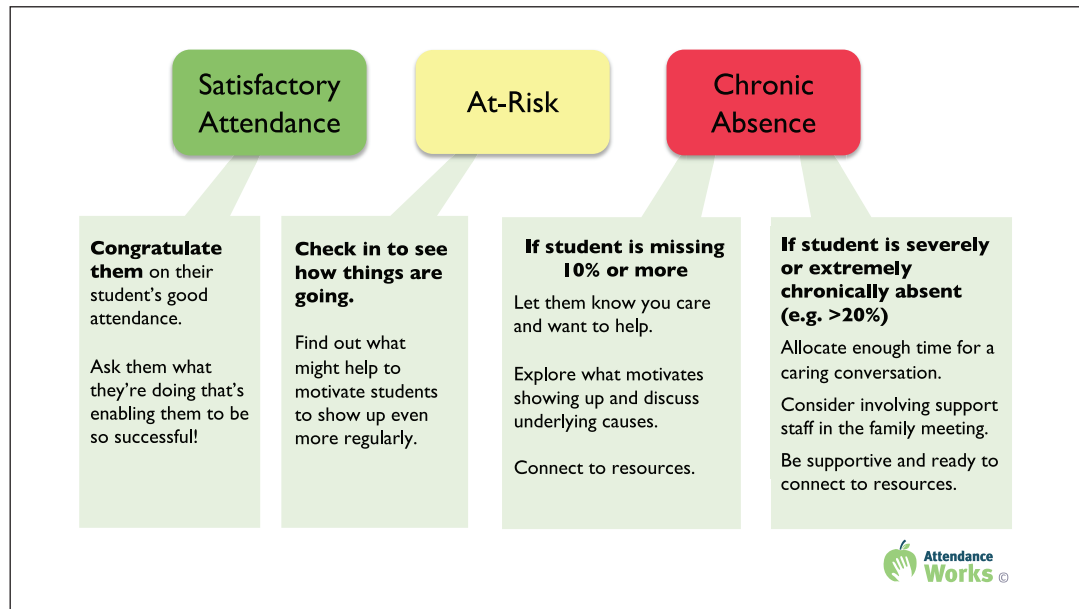 Satisfactory
Attendance
At-Risk
Chronic
Absence
Congratulate
them on their
student’s good
attendance.
Ask them what
they’re doing that’s
enabling them to be
so successful!
Check in to see
how things are
going.
Find out what
might help to
motivate students
to show up even
more regularly.
If student is missing
10% or more
Let them know you care
and want to help.
Explore what motivates
showing up and discuss
underlying causes.
Connect to resources.
If student is severely
or extremely
chronically absent
(e.g. >20%)
Allocate enough time for a
caring conversation.
Consider involving support
staff in the family meeting.
Be supportive and ready to
connect to resources.
Attendance
Works ©